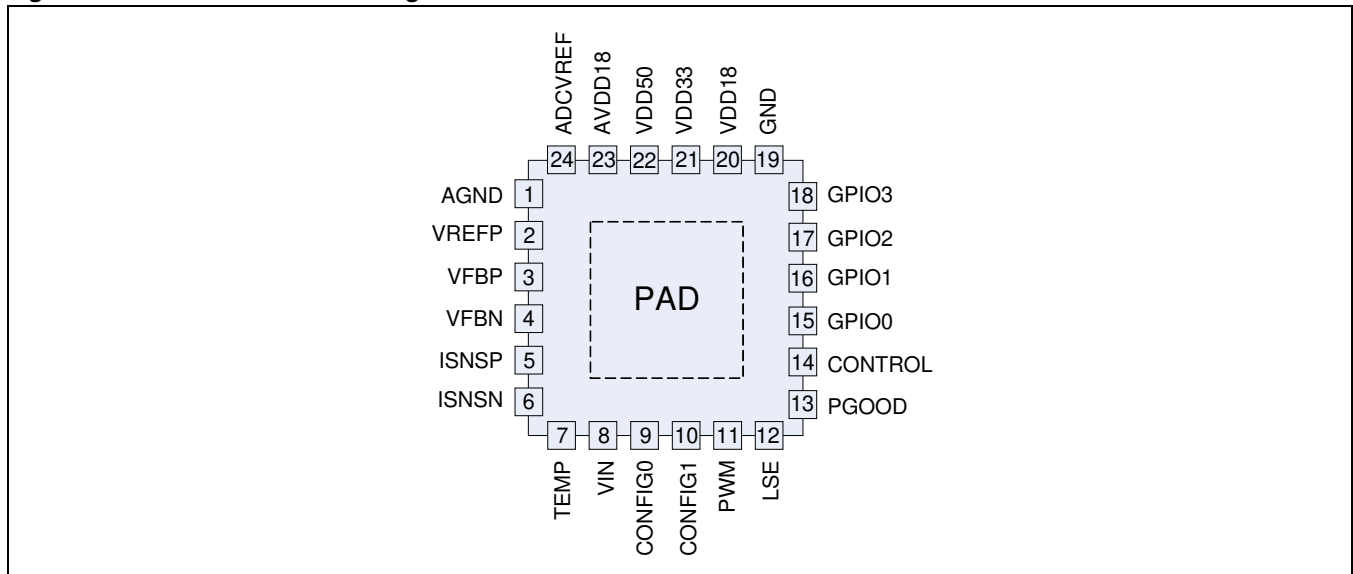 ADCVREF
AVDD18
VDD50
VDD33
VDD18
GND
24 23 22 21 20 19
AGND 1
VREFP 2
VFBP 3
VFBN 4
ISNSP 5
ISNSN 6
PAD
18 GPIO3
17 GPIO2
16 GPIO1
15 GPIO0
14 CONTROL
13 PGOOD
7 8 9 10 11 12
TEMP
VIN
CONFIG0
CONFIG1
PWM
LSE